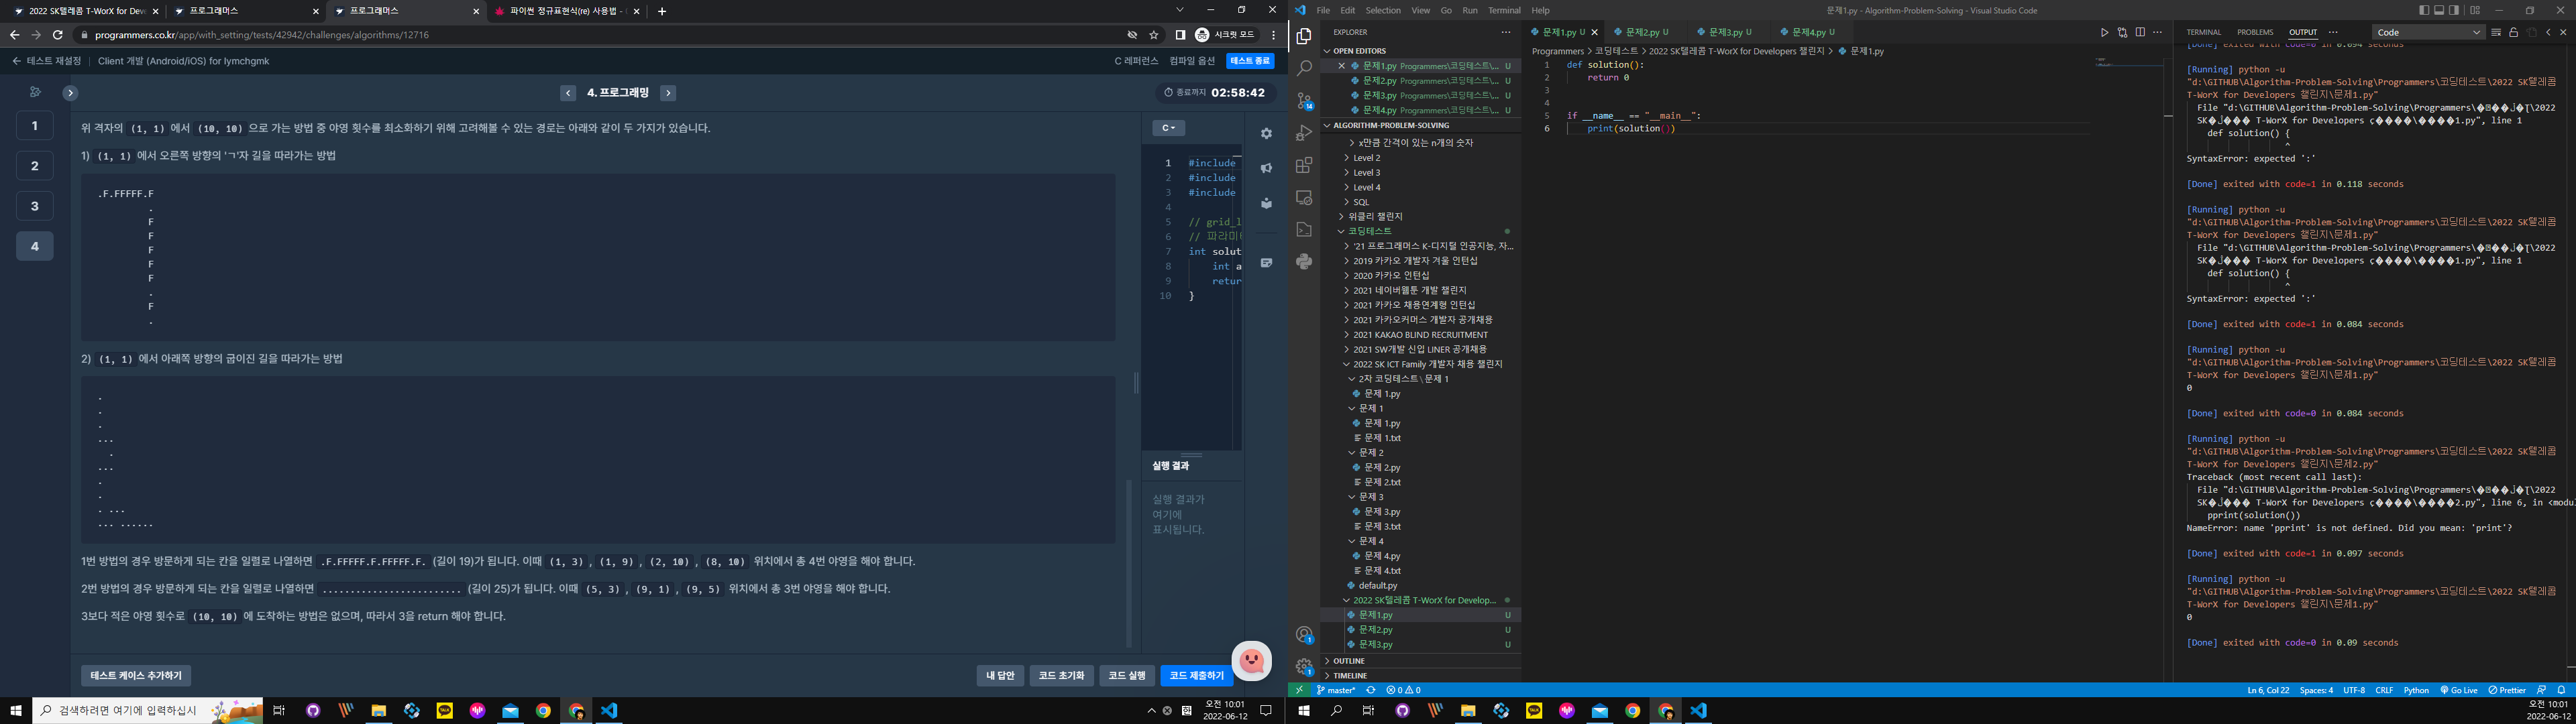 2022 SK텔레콤 T-WorX for Deve
프로그래머스
프로그래머스
파이썬 정규표현식(re) 사용법 -
programmers.co.kr/app/with_setting/tests/42942/challenges/algorithms/12716
시크릿 모드
테스트 재설정
Client 개발 (Android/iOS) for lymchgmk
C 레퍼런스
컴파일 옵션
테스트 종료
4. 프로그래밍
종료까지 02:58:42
1
2
3
4
위 격자의 (1, 1) 에서 (10, 10) 으로 가는 방법 중 야영 횟수를 최소화하기 위해 고려해볼 수 있는 경로는 아래와 같이 두 가지가 있습니다.
1) (1, 1) 에서 오른쪽 방향의 'ㄱ'자 길을 따라가는 방법
.F.FFFFF.F
.
F
F
F
F
F
.
F
.
2) (1, 1) 에서 아래쪽 방향의 굽이진 길을 따라가는 방법
.
.
.
...
.
...
.
.
. ...
... ......
1번 방법의 경우 방문하게 되는 칸을 일렬로 나열하면 .F.FFFFF.F.FFFFF.F. (길이 19)가 됩니다. 이때 (1, 3) , (1, 9) , (2, 10) , (8, 10) 위치에서 총 4번 야영을 해야 합니다.
2번 방법의 경우 방문하게 되는 칸을 일렬로 나열하면 ......................... (길이 25)가 됩니다. 이때 (5, 3) , (9, 1) , (9, 5) 위치에서 총 3번 야영을 해야 합니다.
3보다 적은 야영 횟수로 (10, 10) 에 도착하는 방법은 없으며, 따라서 3을 return 해야 합니다.
C
1 #include
2 #include
3 #include
4
5 // grid_l
6 // 파라미
7 int solut
8 int a
9 retur
10 }
실행 결과
실행 결과가
여기에
표시됩니다.
테스트 케이스 추가하기
내 답안
코드 초기화
코드 실행
코드 제출하기
검색하려면 여기에 입력하십시
오전 10:01
2022-06-12
File Edit Selection View Go Run Terminal Help
문제1.py - Algorithm-Problem-Solving - Visual Studio Code
EXPLORER
OPEN EDITORS
문제1.py Programmers\코딩테스트\... U
문제2.py Programmers\코딩테스트\... U
문제3.py Programmers\코딩테스트\... U
문제4.py Programmers\코딩테스트\... U
ALGORITHM-PROBLEM-SOLVING
x만큼 간격이 있는 n개의 숫자
Level 2
Level 3
Level 4
SQL
위클리 챌린지
코딩테스트
'21 프로그래머스 K-디지털 인공지능, 자...
2019 카카오 개발자 겨울 인턴십
2020 카카오 인턴십
2021 네이버웹툰 개발 챌린지
2021 카카오 채용연계형 인턴십
2021 카카오커머스 개발자 공개채용
2021 KAKAO BLIND RECRUITMENT
2021 SW개발 신입 LINER 공개채용
2022 SK ICT Family 개발자 채용 챌린지
2차 코딩테스트 \ 문제 1
문제 1.py
문제 1
문제 1.py
문제 1.txt
문제 2
문제 2.py
문제 2.txt
문제 3
문제 3.py
문제 3.txt
문제 4
문제 4.py
문제 4.txt
default.py
2022 SK텔레콤 T-WorX for Develop...
문제1.py U
문제2.py U
문제3.py U
OUTLINE
TIMELINE
문제1.py U
문제2.py U
문제3.py U
문제4.py U
Programmers > 코딩테스트 > 2022 SK텔레콤 T-WorX for Developers 챌린지 > 문제1.py
1 def solution():
2 return 0
3
4
5 if __name__ == "__main__":
6 print(solution())
TERMINAL PROBLEMS OUTPUT
Code
[Done] exited with code=0 in 0.094 seconds
[Running] python -u
"d:\GITHUB\Algorithm-Problem-Solving\Programmers\코딩테스트\2022 SK텔레콤
T-WorX for Developers 챌린지\문제1.py"
File "d:\GITHUB\Algorithm-Problem-Solving\Programmers\
T-WorX for Developers
1.py", line 1
def solution() {
^
SyntaxError: expected ':'
[Done] exited with code=1 in 0.118 seconds
[Running] python -u
"d:\GITHUB\Algorithm-Problem-Solving\Programmers\코딩테스트\2022 SK텔레콤
T-WorX for Developers 챌린지\문제1.py"
File "d:\GITHUB\Algorithm-Problem-Solving\Programmers\
T-WorX for Developers
1.py", line 1
def solution() {
^
SyntaxError: expected ':'
[Done] exited with code=1 in 0.084 seconds
[Running] python -u
"d:\GITHUB\Algorithm-Problem-Solving\Programmers\코딩테스트\2022 SK텔레콤
T-WorX for Developers 챌린지\문제1.py"
0
[Done] exited with code=0 in 0.084 seconds
[Running] python -u
"d:\GITHUB\Algorithm-Problem-Solving\Programmers\코딩테스트\2022 SK텔레콤
T-WorX for Developers 챌린지\문제2.py"
Traceback (most recent call last):
File "d:\GITHUB\Algorithm-Problem-Solving\Programmers\
T-WorX for Developers
2.py", line 6, in <modu
pprint(solution())
NameError: name 'pprint' is not defined. Did you mean: 'print'?
[Done] exited with code=1 in 0.097 seconds
[Running] python -u
"d:\GITHUB\Algorithm-Problem-Solving\Programmers\코딩테스트\2022 SK텔레콤
T-WorX for Developers 챌린지\문제1.py"
0
[Done] exited with code=0 in 0.09 seconds
master*
0 0
Ln 6, Col 22 Spaces: 4 UTF-8 CRLF Python Go Live Prettier
오전 10:01
2022-06-12